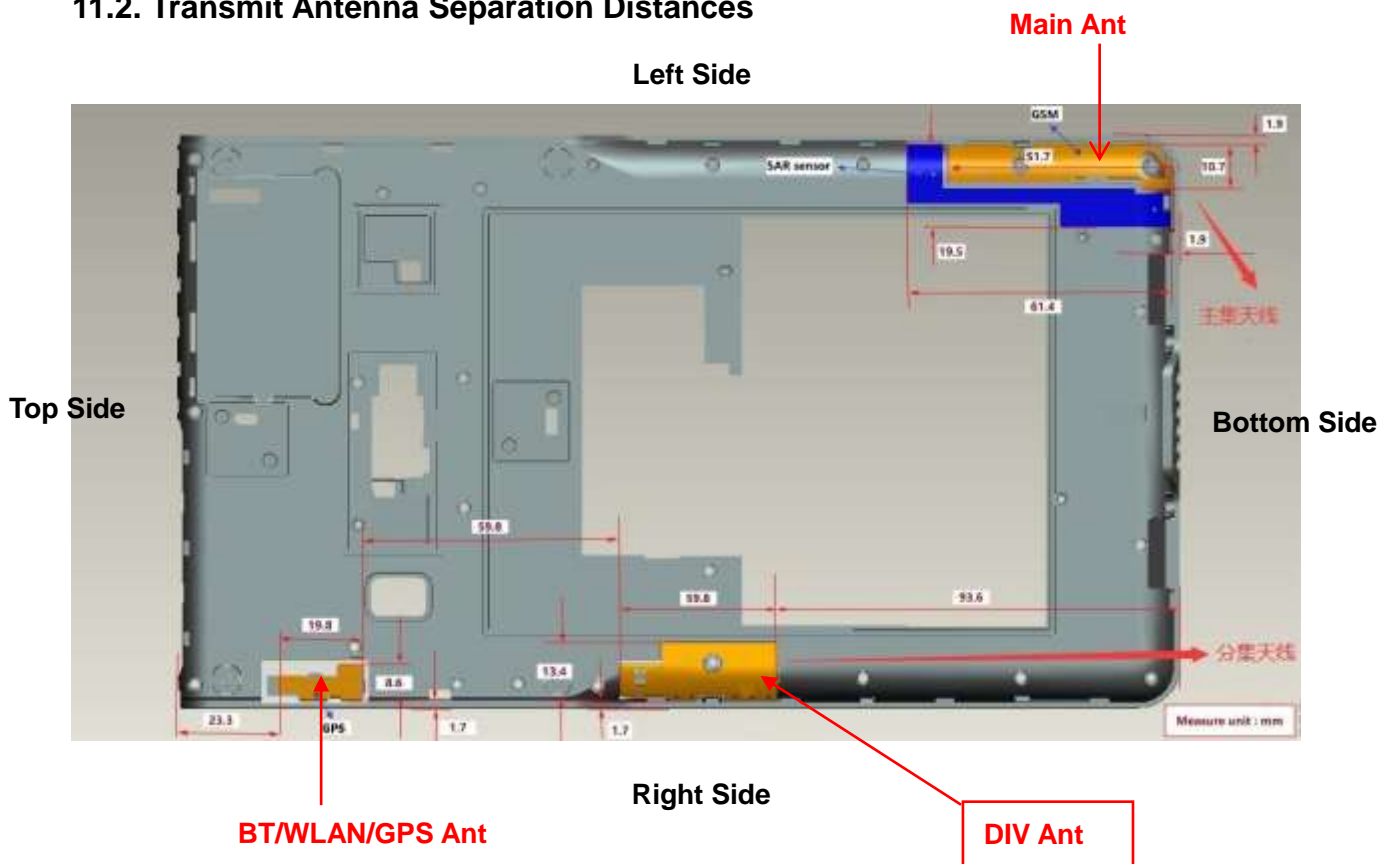 11.2. Transmit Antenna Separation Distances
Main Ant
Left Side
GSM
1.9
SAR sensor
51.7
10.7
19.5
1.9
61.4
主集天线
Top Side
Bottom Side
59.8
59.8
93.6
19.8
分集天线
13.4
8.6
23.3
GPS
1.7
1.7
Measure unit : mm
Right Side
BT/WLAN/GPS Ant
DIV Ant